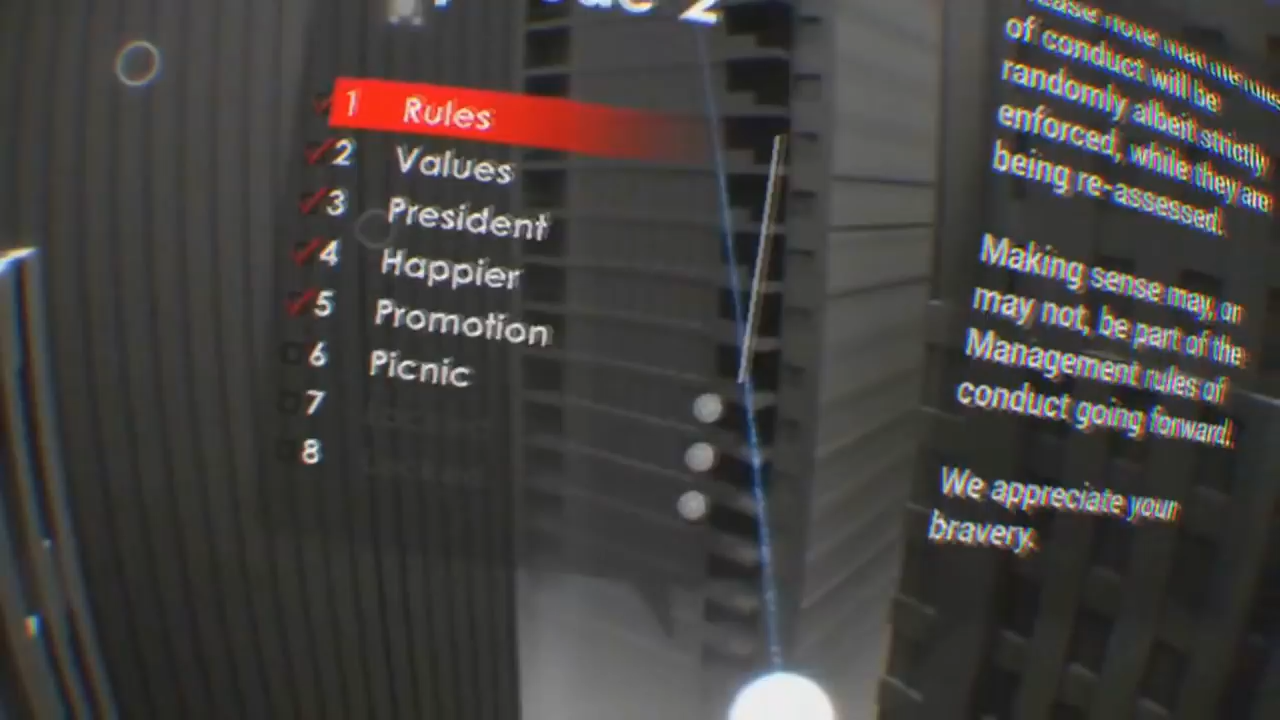 2
1 Rules
2 Values
3 President
4 Happier
5 Promotion
6 Picnic
7
8
of conduct will be
randomly albeit strictly
enforced, while they are
being re-assessed.
Making sense may, or
may not, be part of the
Management rules of
conduct going forward.
We appreciate your
bravery.